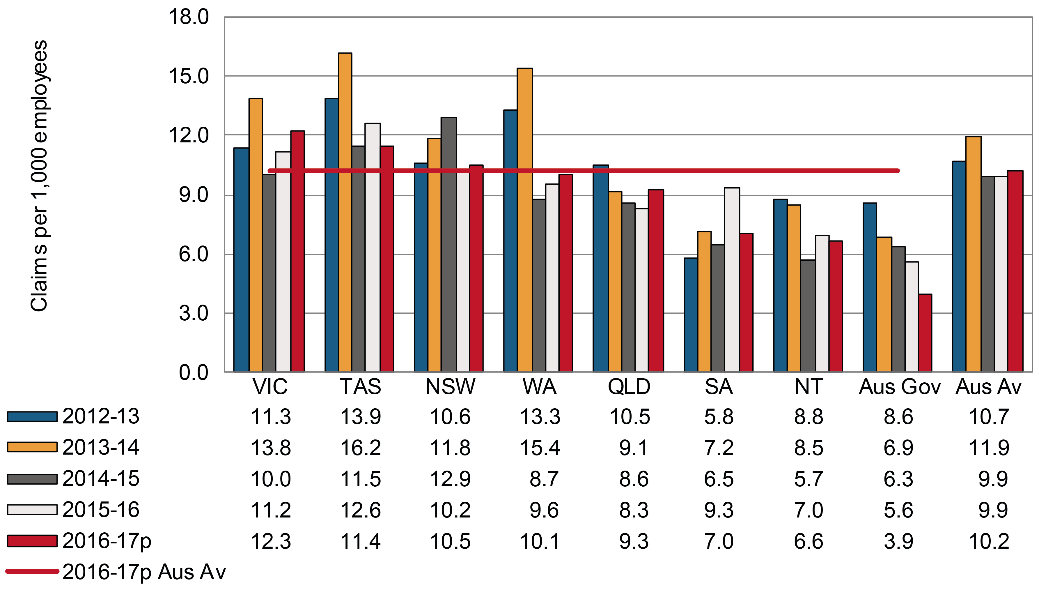 Claims per 1,000 employees
18.0
15.0
12.0
9.0
6.0
3.0
0.0
VIC TAS NSW WA QLD SA NT Aus Gov Aus Av
2012-13 11.3 13.9 10.6 13.3 10.5 5.8 8.8 8.6 10.7
2013-14 13.8 16.2 11.8 15.4 9.1 7.2 8.5 6.9 11.9
2014-15 10.0 11.5 12.9 8.7 8.6 6.5 5.7 6.3 9.9
2015-16 11.2 12.6 10.2 9.6 8.3 9.3 7.0 5.6 9.9
2016-17p 12.3 11.4 10.5 10.1 9.3 7.0 6.6 3.9 10.2
2016-17p Aus Av